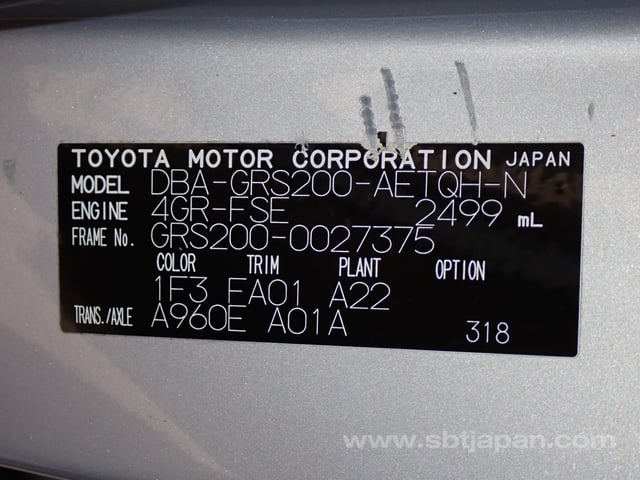 TOYOTA MOTOR CORPORATION JAPAN
MODEL DBA-GRS200-AETQH-N
ENGINE 4GR-FSE 2499 mL
FRAME No. GRS200-0027375
COLOR TRIM PLANT OPTION
1F3 FA01 A22
TRANS./AXLE A960E A01A 318
www.sbtjapan.com